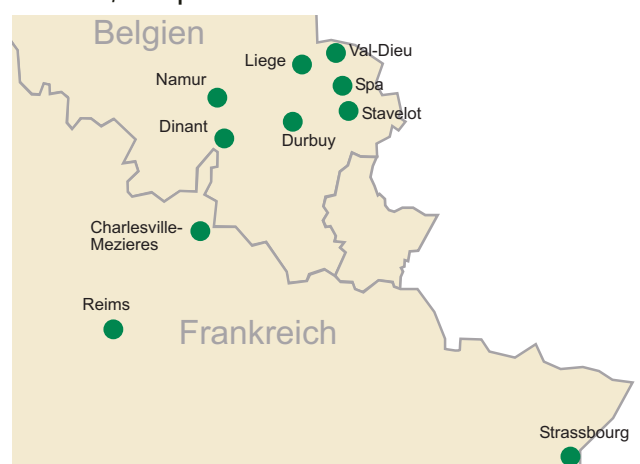 Belgien
Val-Dieu
Liege
Namur
Spa
Stavelot
Dinant
Durbuy
Charlesville-
Mezieres
Reims
Frankreich
Strassbourg